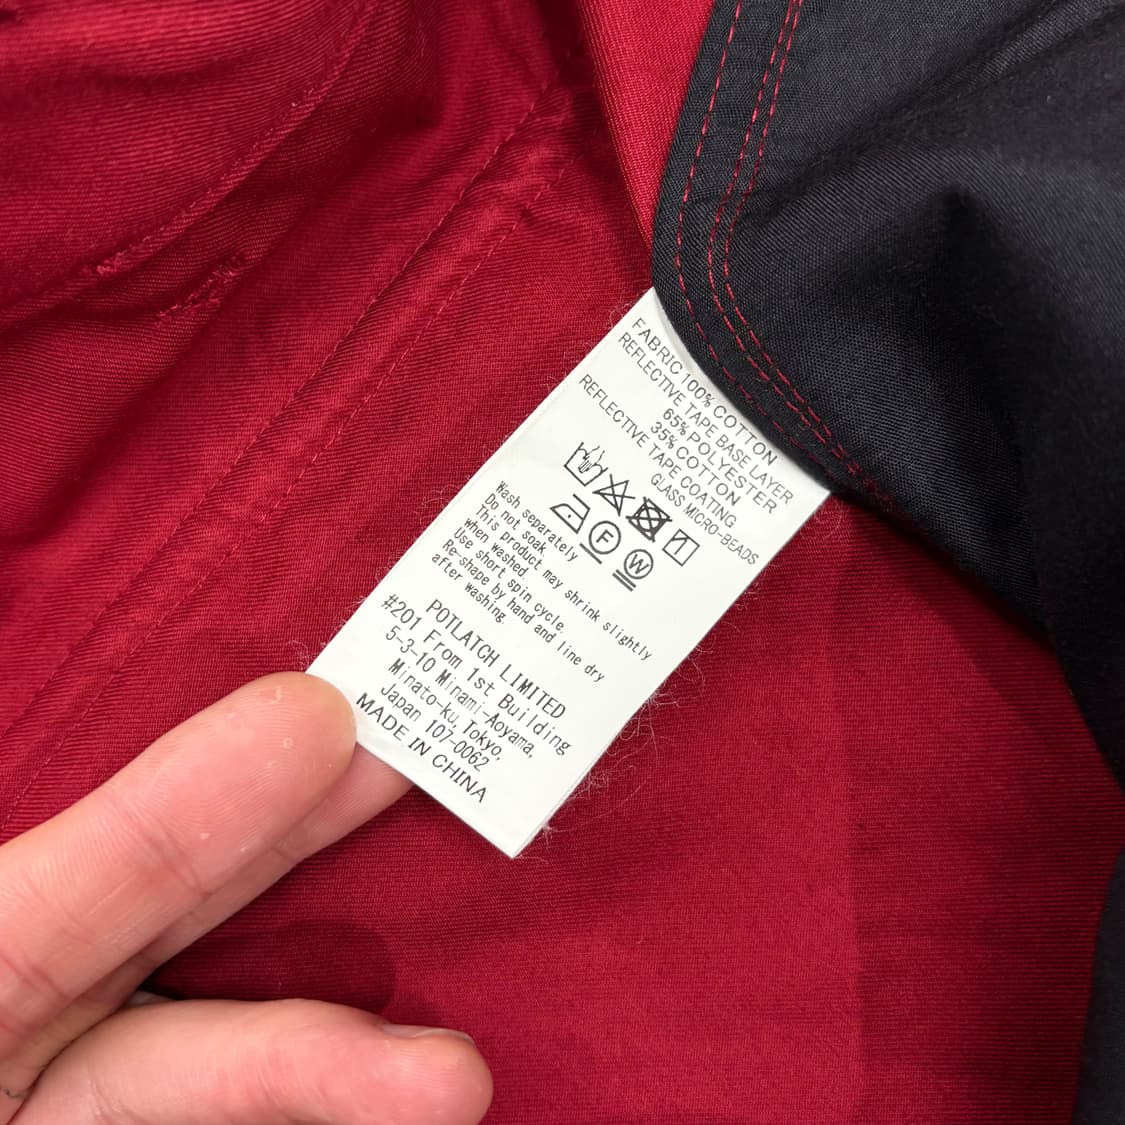 FABRIC 100% COTTON
REFLECTIVE TAPE BASE LAYER
65% POLYESTER
35% COTTON
REFLECTIVE TAPE COATING
GLASS MICRO-BEADS
F
W
Wash separately
Do not soak.
This product may shrink slightly
when washed.
Use short spin cycle.
Re-shape by hand and line dry
after washing.
POTLATCH LIMITED
#201 From 1st Building
5-3-10 Minami-Aoyama,
Minato-ku, Tokyo,
Japan 107-0062
MADE IN CHINA